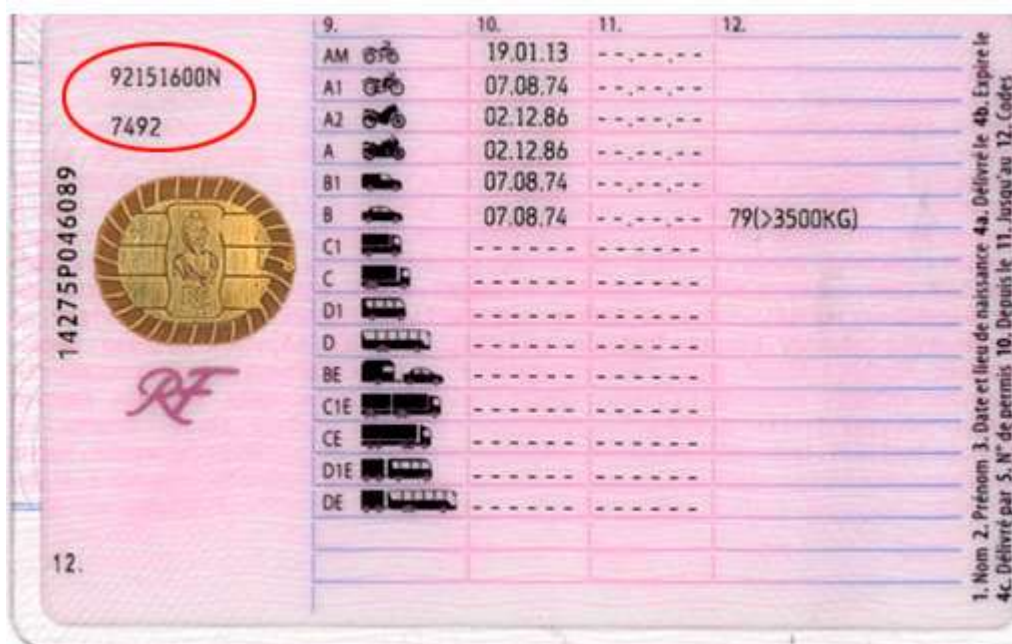 92151600N
7492
14275P046089
RF
12.
9. 10. 11. 12.
AM 19.01.13 --.--.--
A1 07.08.74 --.--.--
A2 02.12.86 --.--.--
A 02.12.86 --.--.--
B1 07.08.74 --.--.--
B 07.08.74 --.--.-- 79(>3500KG)
C1 ------ ------
C ------ ------
D1 ------ ------
D ------ ------
BE ------ ------
C1E ------ ------
CE ------ ------
D1E ------ ------
DE ------ ------
1. Nom 2. Prénom 3. Date et lieu de naissance 4a. Délivré le 4b. Expire le
4c. Délivré par 5. N° de permis 10. Depuis le 11. Jusqu'au 12. Codes